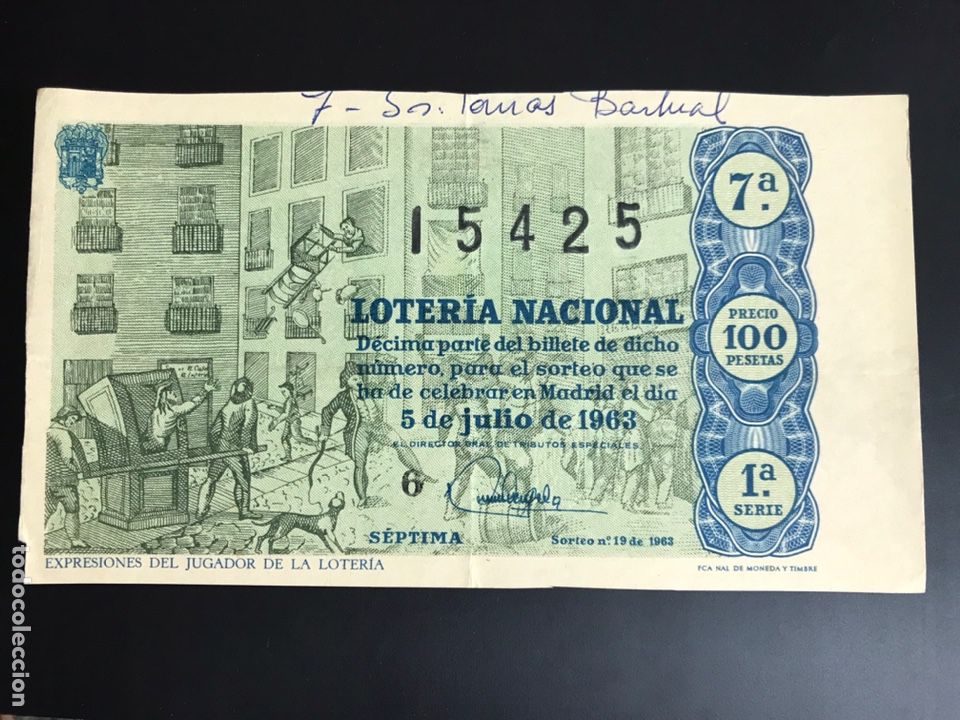 7 - Sr. Tomas Bartual
7ª.
15425
LOTERÍA NACIONAL
Décima parte del billete de dicho
número, para el sorteo que se
ha de celebrar en Madrid el día
5 de julio de 1963
EL DIRECTOR GRAL DE TRIBUTOS ESPECIALES
6
SÉPTIMA
Sorteo nº 19 de 1963
PRECIO
100
PESETAS
1ª.
SERIE
EXPRESIONES DEL JUGADOR DE LA LOTERÍA
FCA NAL DE MONEDA Y TIMBRE
todocoleccion